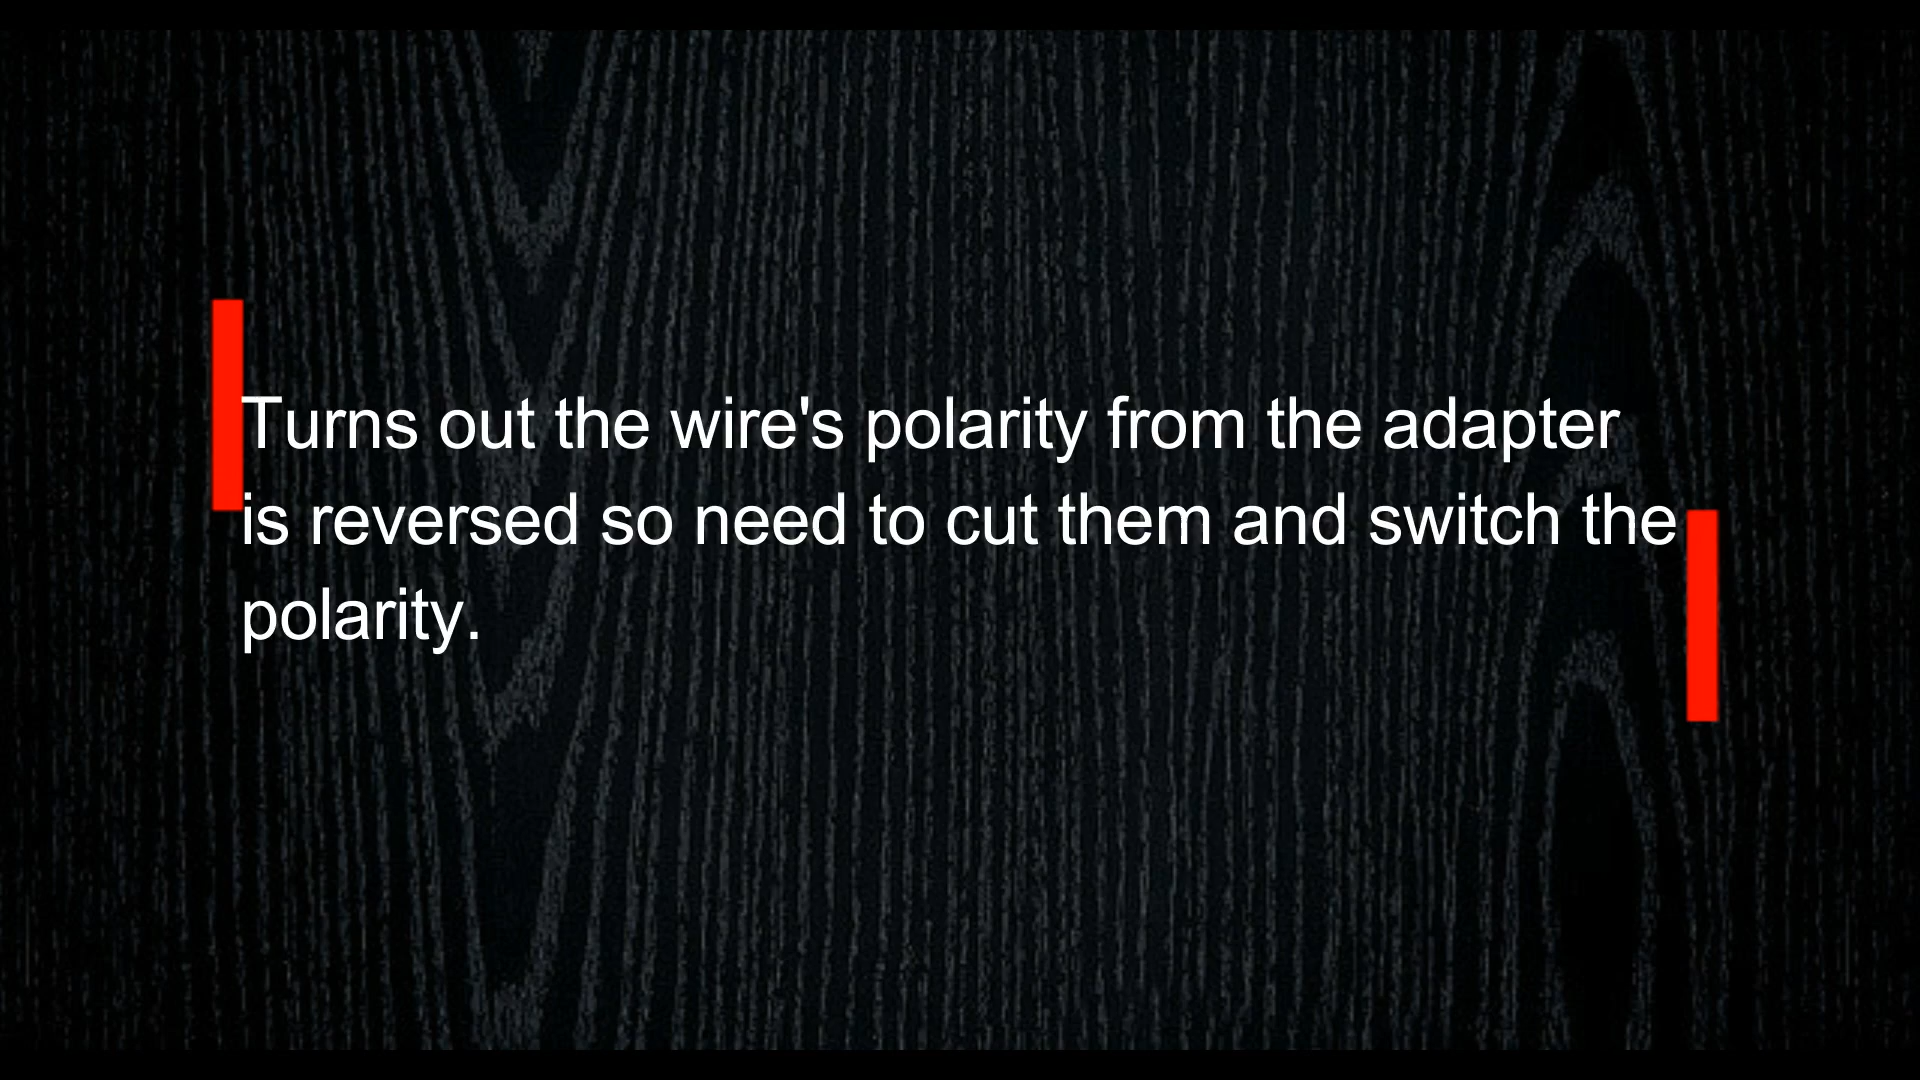 Turns out the wire's polarity from the adapter
is reversed so need to cut them and switch the
polarity.